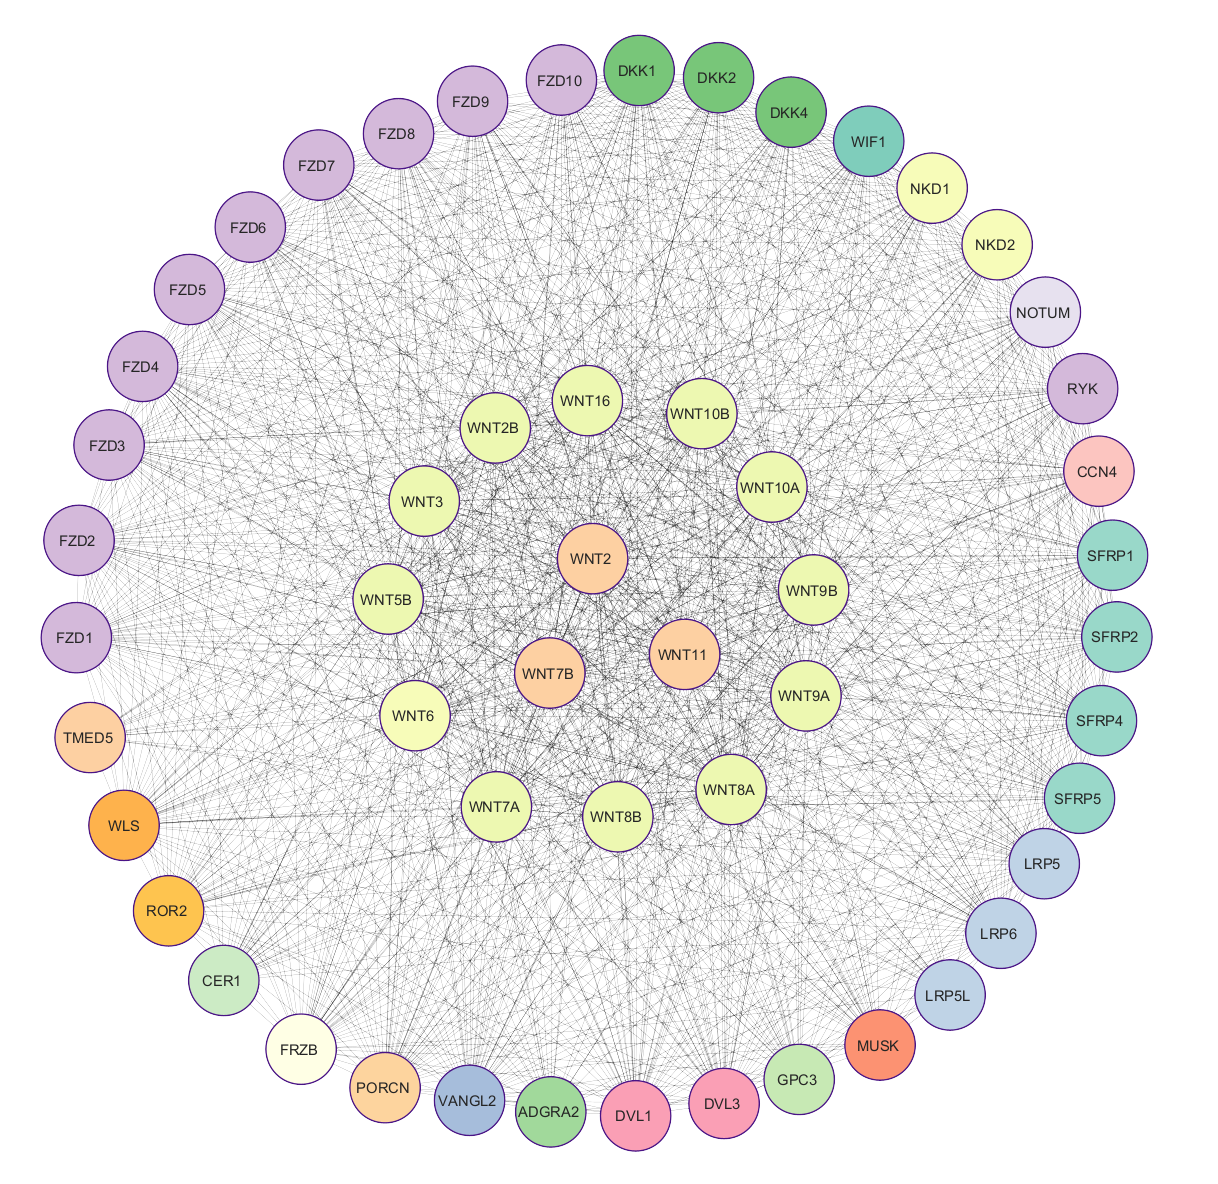 DKK1
DKK2
DKK4
WIF1
NKD1
NKD2
NOTUM
RYK
CCN4
SFRP1
SFRP2
SFRP4
SFRP5
LRP5
LRP6
LRP5L
MUSK
GPC3
DVL3
DVL1
ADGRA2
VANGL2
PORCN
FRZB
CER1
ROR2
WLS
TMED5
FZD1
FZD2
FZD3
FZD4
FZD5
FZD6
FZD7
FZD8
FZD9
FZD10
WNT16
WNT10B
WNT10A
WNT9B
WNT9A
WNT8A
WNT8B
WNT7A
WNT6
WNT5B
WNT3
WNT2B
WNT2
WNT11
WNT7B